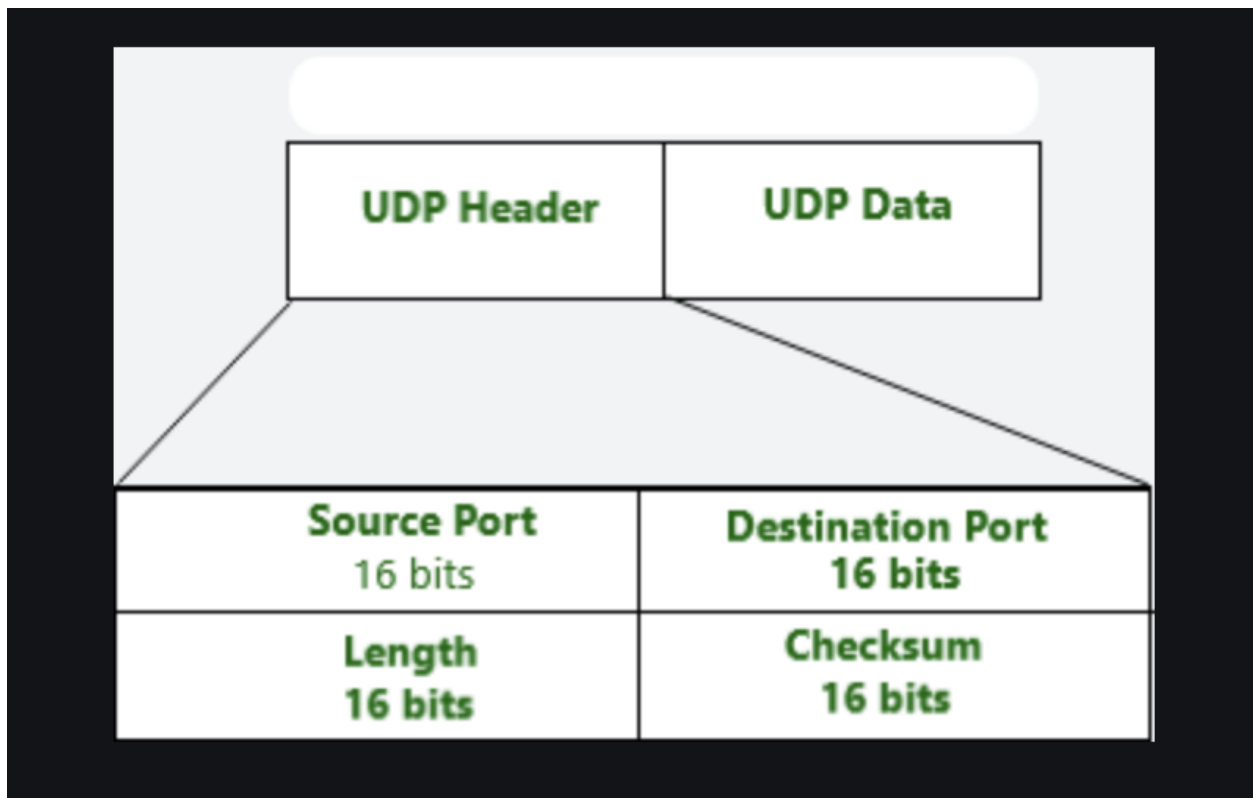 UDP Header
UDP Data
Source Port
16 bits
Destination Port
16 bits
Length
16 bits
Checksum
16 bits